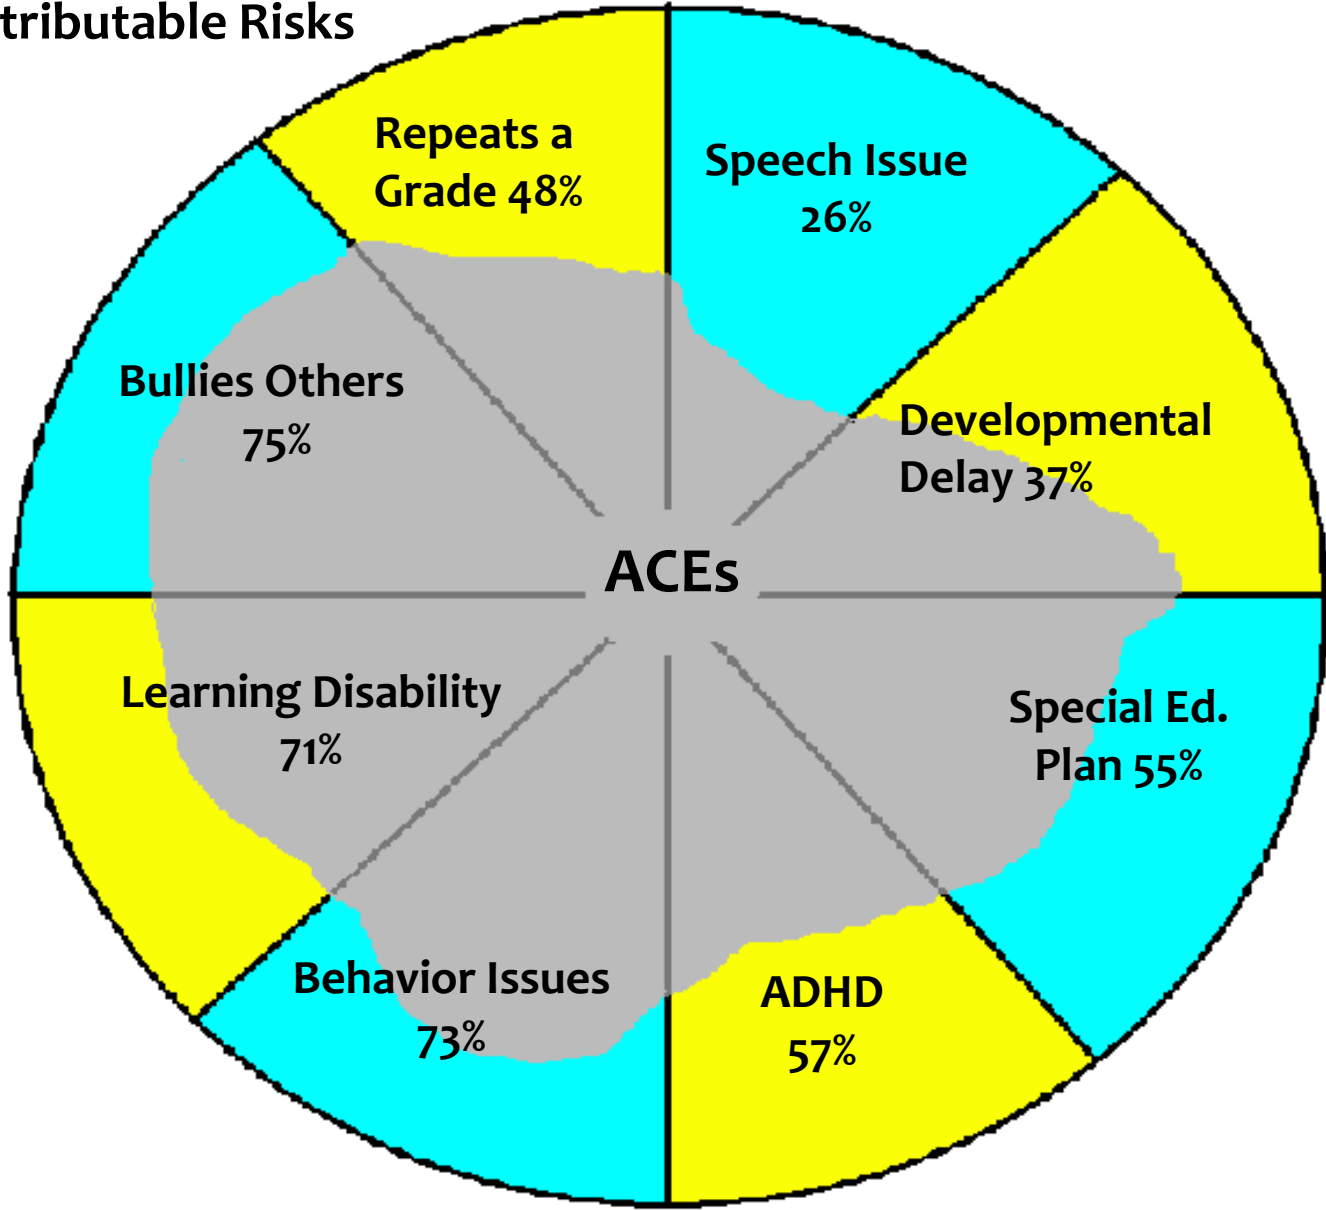 tributable Risks
Repeats a
Grade 48%
Speech Issue
26%
Bullies Others
75%
Developmental
Delay 37%
ACEs
Learning Disability
71%
Special Ed.
Plan 55%
Behavior Issues
73%
ADHD
57%